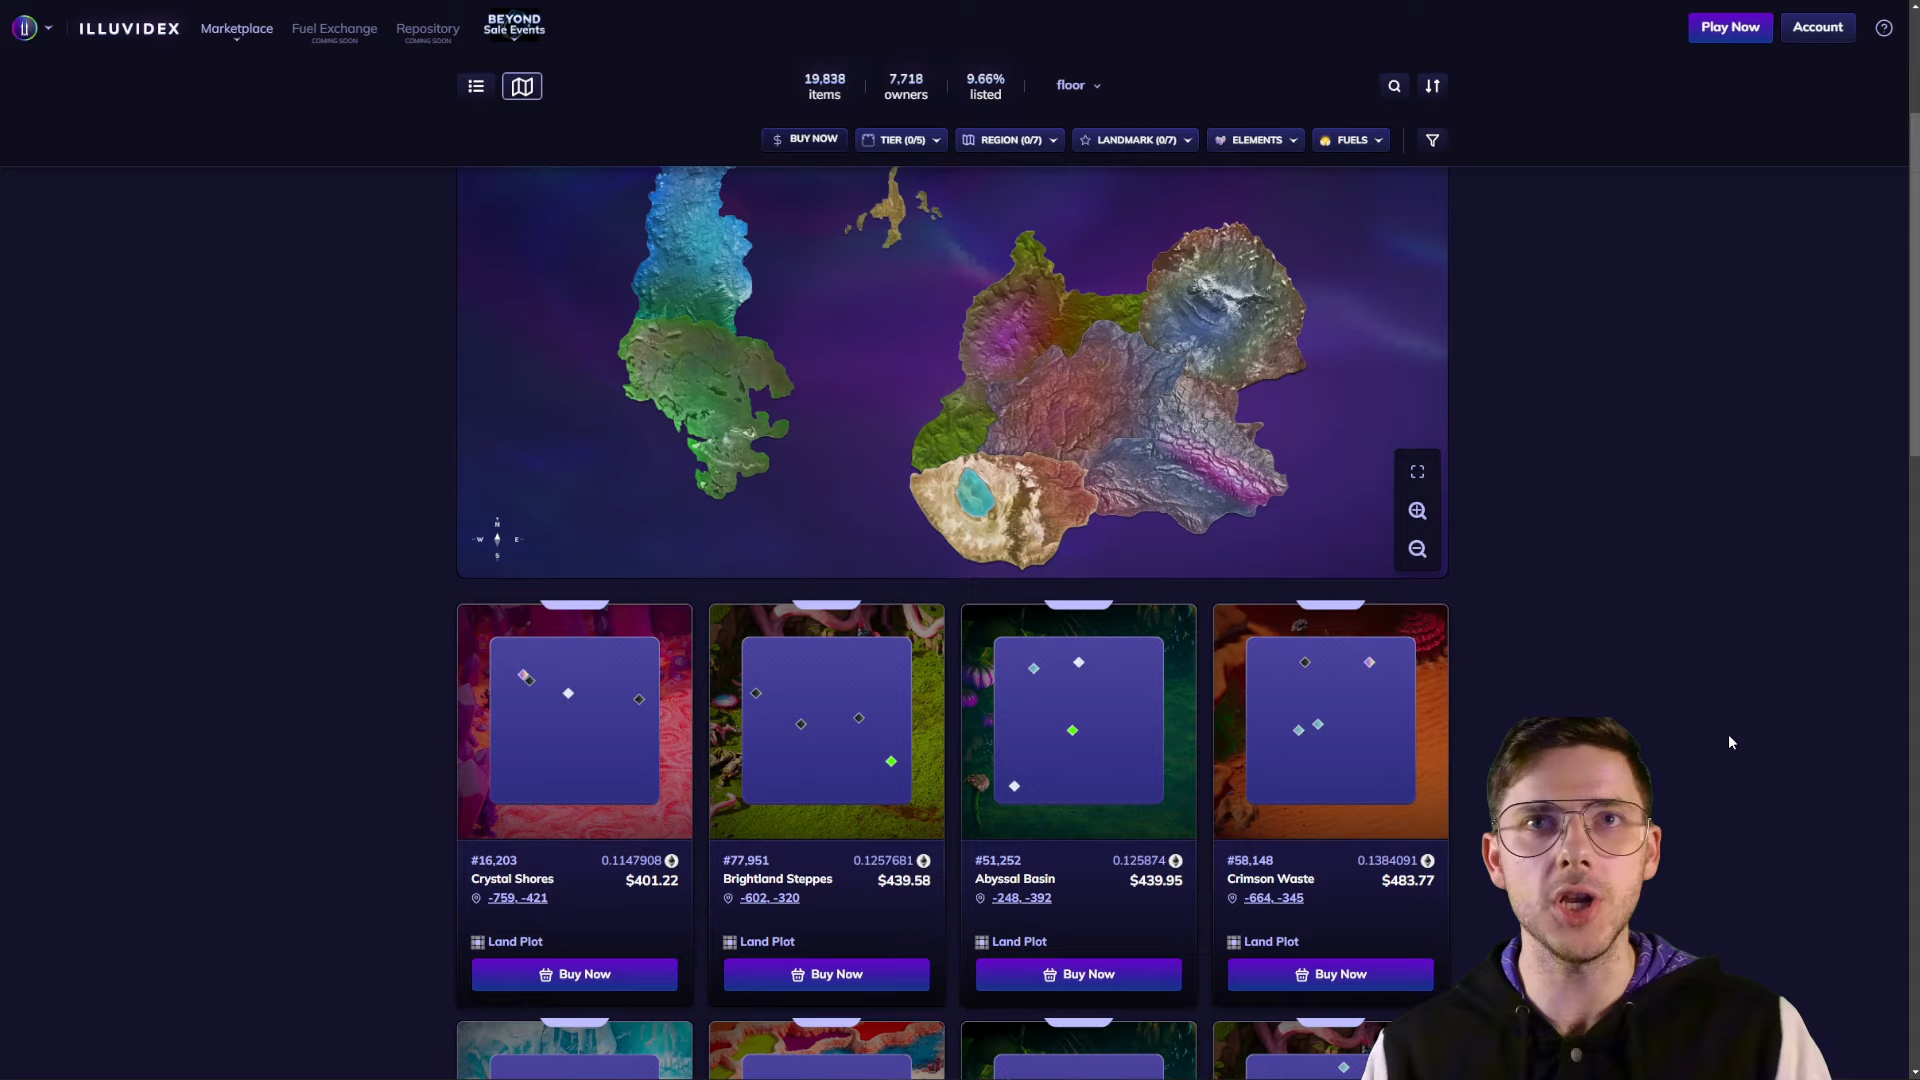 ILLUVIDEX
Marketplace
Fuel Exchange
COMING SOON
Repository
COMING SOON
BEYOND
Sale Events
Play Now
Account
19,838
items
7,718
owners
9.66%
listed
floor
BUY NOW
TIER (0/5)
REGION (0/7)
LANDMARK (0/7)
ELEMENTS
FUELS
N
W
E
S
#16,203
0.1147908
Crystal Shores
$401.22
-759, -421
Land Plot
Buy Now
#77,951
0.1257681
Brightland Steppes
$439.58
-602, -320
Land Plot
Buy Now
#51,252
0.125874
Abyssal Basin
$439.95
-248, -392
Land Plot
Buy Now
#58,148
0.1384091
Crimson Waste
$483.77
-664, -345
Land Plot
Buy Now